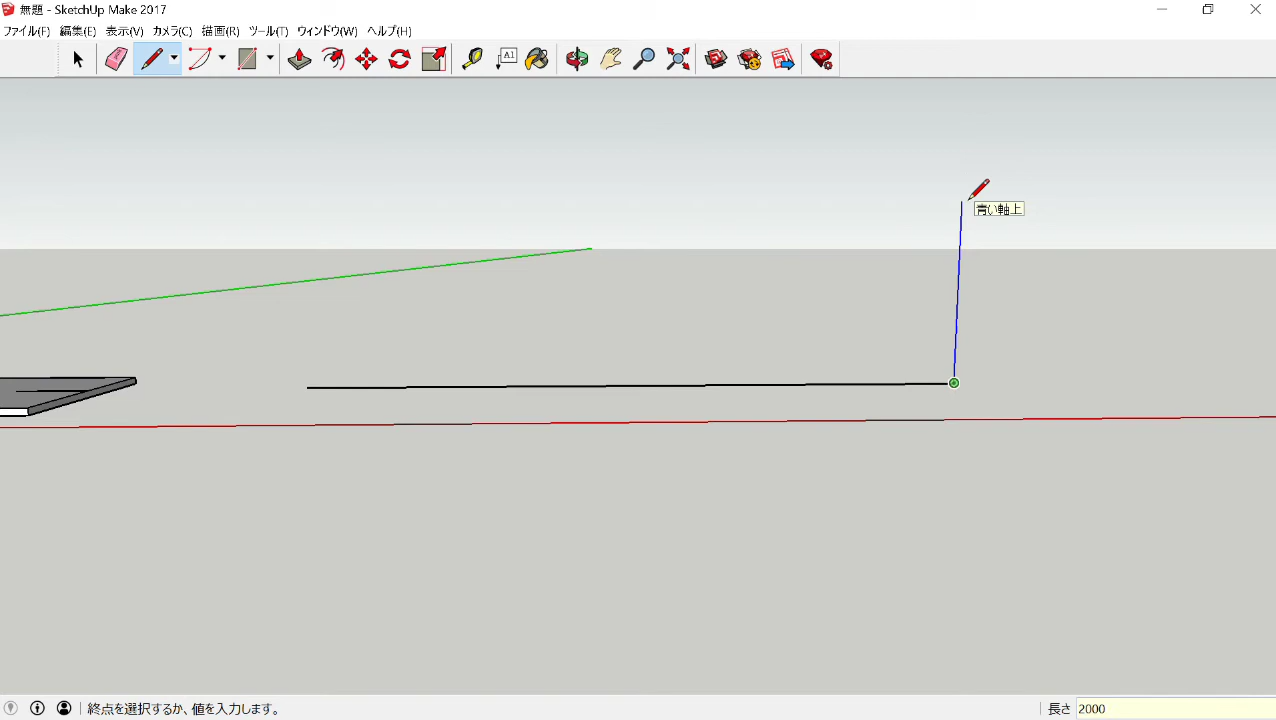 無題 - SketchUp Make 2017
ファイル(F) 編集(E) 表示(V) カメラ(C) 描画(R) ツール(T) ウィンドウ(W) ヘルプ(H)
A1
青い軸上
終点を選択するか、値を入力します。
長さ 2000